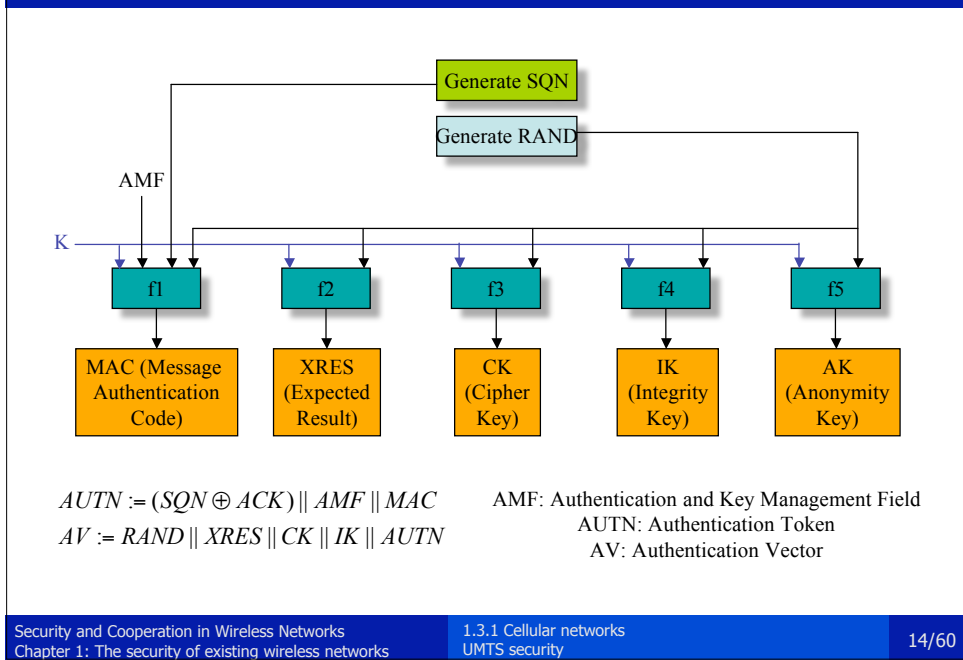 Generate SQN
Generate RAND
AMF
K
f1
f2
f3
f4
f5
MAC (Message
Authentication
Code)
XRES
(Expected
Result)
CK
(Cipher
Key)
IK
(Integrity
Key)
AK
(Anonymity
Key)
AUTN := (SQN ⊕ ACK) || AMF || MAC
AV := RAND || XRES || CK || IK || AUTN
AMF: Authentication and Key Management Field
AUTN: Authentication Token
AV: Authentication Vector
Security and Cooperation in Wireless Networks
Chapter 1: The security of existing wireless networks
1.3.1 Cellular networks
UMTS security
14/60